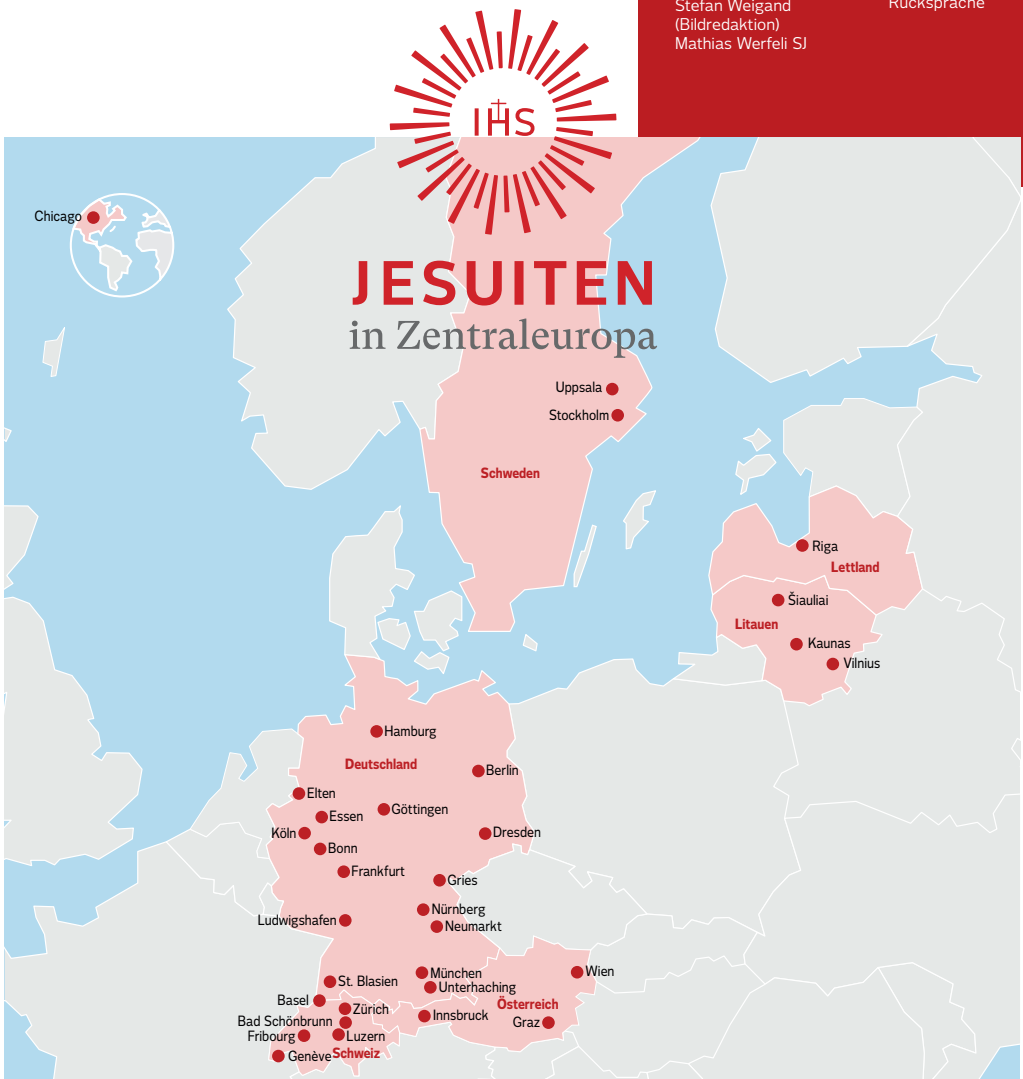 Stefan Weigand
(Bildredaktion)
Mathias Werfeli SJ
Rücksprache
IHS
Chicago
JESUITEN
in Zentraleuropa
Uppsala
Stockholm
Schweden
Riga
Lettland
Šiauliai
Litauen
Kaunas
Vilnius
Hamburg
Deutschland
Berlin
Elten
Göttingen
Essen
Köln
Dresden
Bonn
Frankfurt
Gries
Nürnberg
Ludwigshafen
Neumarkt
Wien
München
St. Blasien
Unterhaching
Basel
Österreich
Zürich
Innsbruck
Bad Schönbrunn
Graz
Fribourg
Luzern
Genève
Schweiz